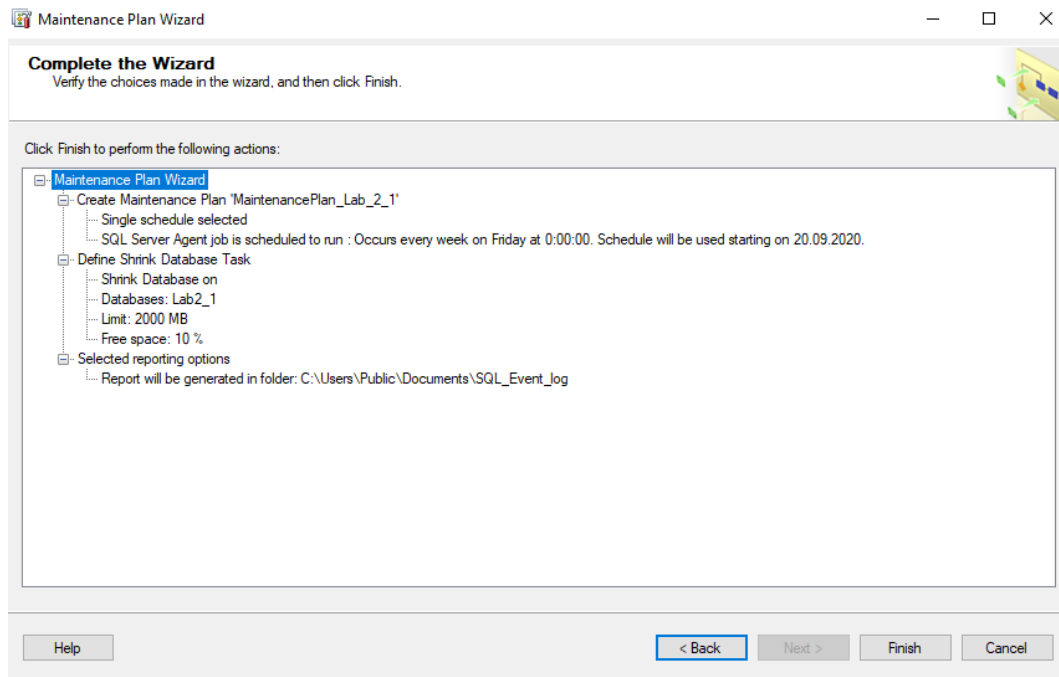 Maintenance Plan Wizard
Complete the Wizard
Verify the choices made in the wizard, and then click Finish.
Click Finish to perform the following actions:
Maintenance Plan Wizard
Create Maintenance Plan 'MaintenancePlan_Lab_2_1'
Single schedule selected
SQL Server Agent job is scheduled to run : Occurs every week on Friday at 0:00:00. Schedule will be used starting on 20.09.2020.
Define Shrink Database Task
Shrink Database on
Databases: Lab2_1
Limit: 2000 MB
Free space: 10 %
Selected reporting options
Report will be generated in folder: C:\Users\Public\Documents\SQL_Event_log
Help
< Back
Next >
Finish
Cancel